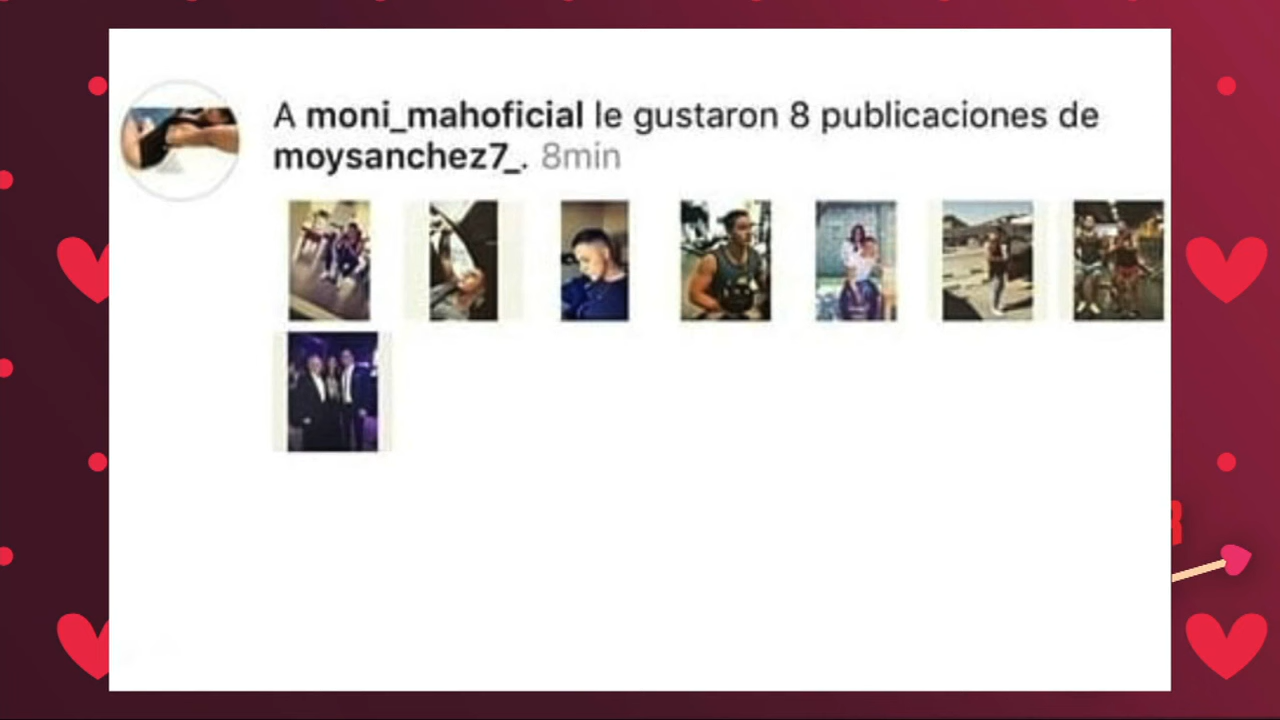 A moni_mahoficial le gustaron 8 publicaciones de
moysanchez7_. 8min
R